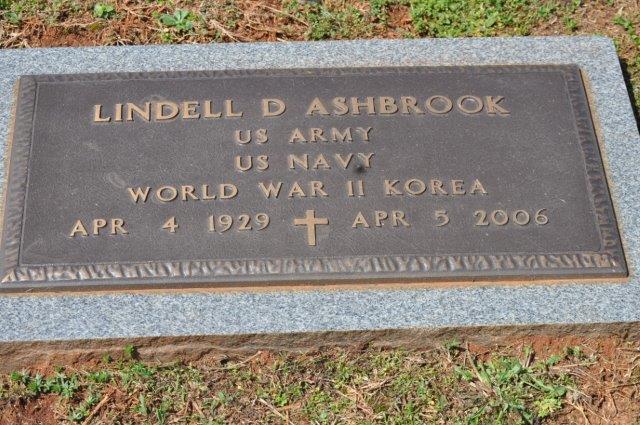 LINDELL D ASHBROOK
US ARMY
US NAVY
WORLD WAR II KOREA
APR 4 1929 APR 5 2006